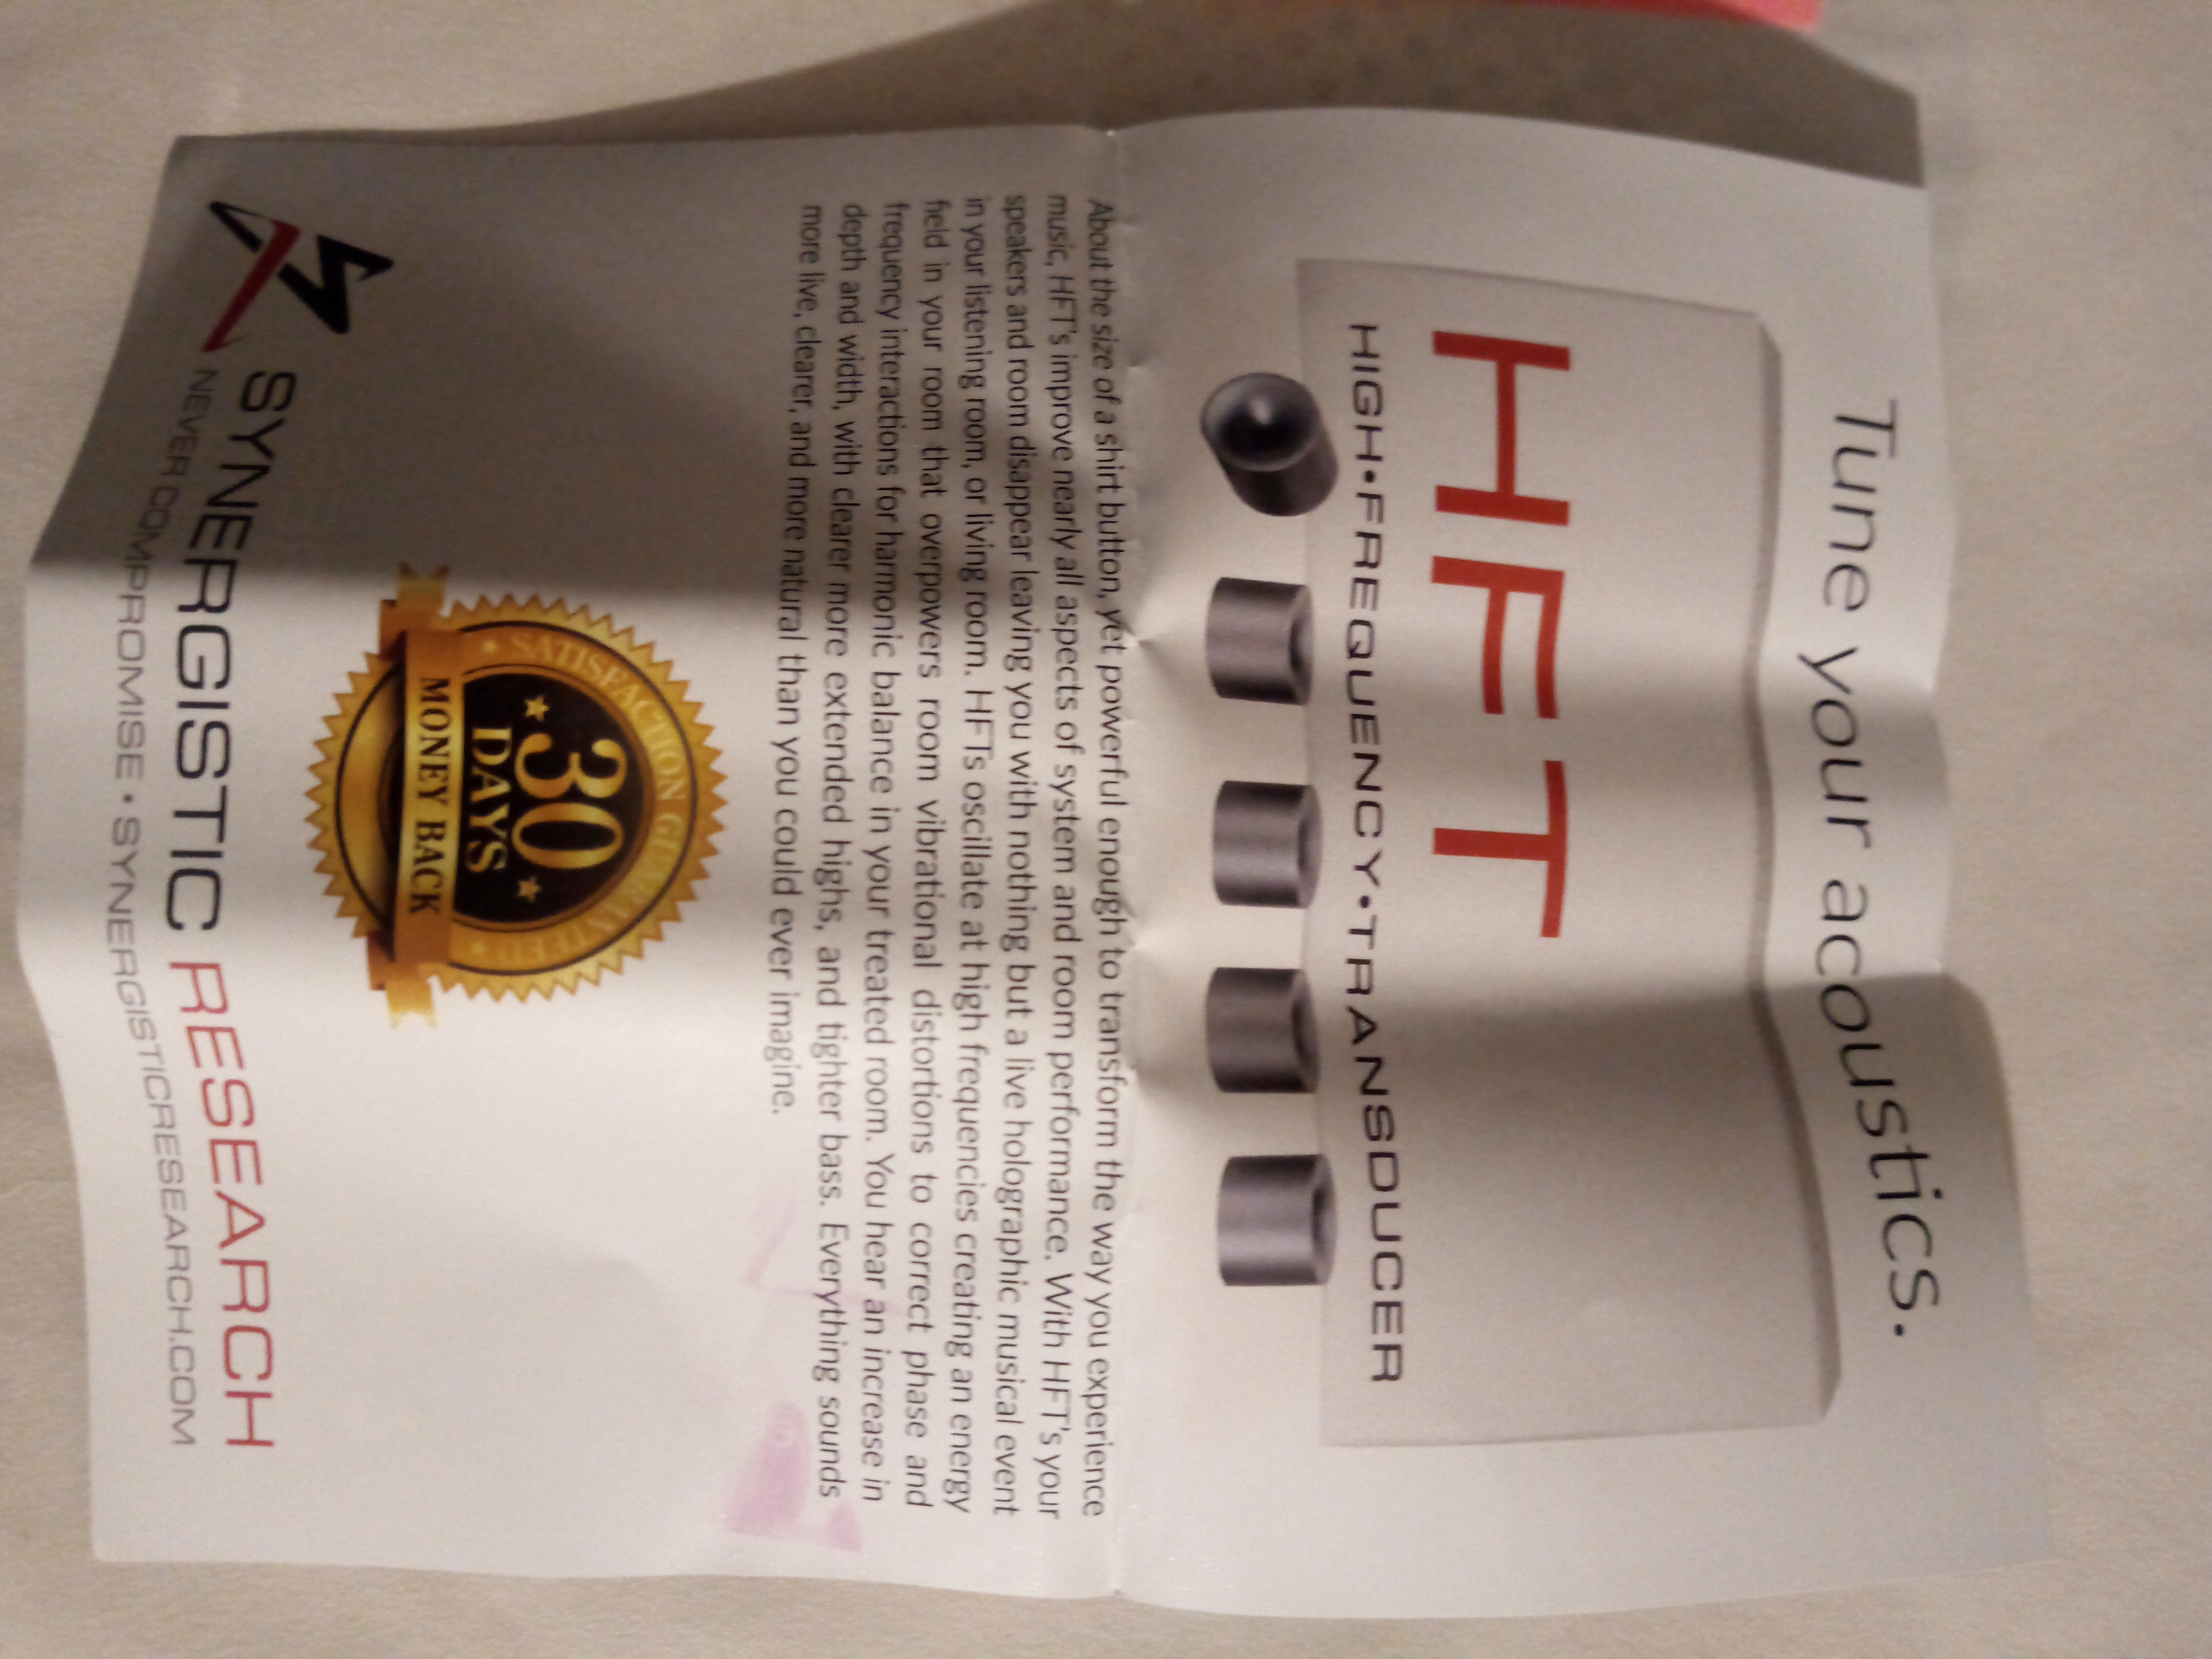 Tune your acoustics.
HFT
HIGH•FREQUENCY•TRANSDUCER
About the size of a shirt button, yet powerful enough to transform the way you experience
music, HFT's improve nearly all aspects of system and room performance. With HFT's your
speakers and room disappear leaving you with nothing but a live holographic musical event
in your listening room, or living room. HFTs oscillate at high frequencies creating an energy
field in your room that overpowers room vibrational distortions to correct phase and
frequency interactions for harmonic balance in your treated room. You hear an increase in
depth and width, with clearer more extended highs, and tighter bass. Everything sounds
more live, clearer, and more natural than you could ever imagine.
SATISFACTION GUARANTEED
30
DAYS
MONEY BACK
SYNERGISTIC RESEARCH
NEVER COMPROMISE • SYNERGISTICRESEARCH.COM